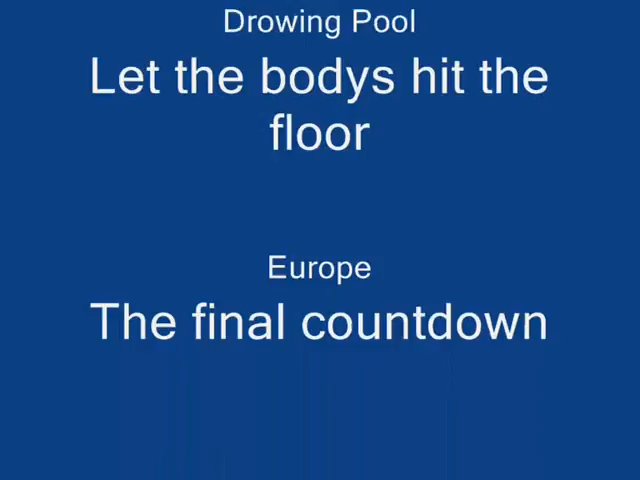 Drowing Pool
Let the bodys hit the
floor
Europe
The final countdown